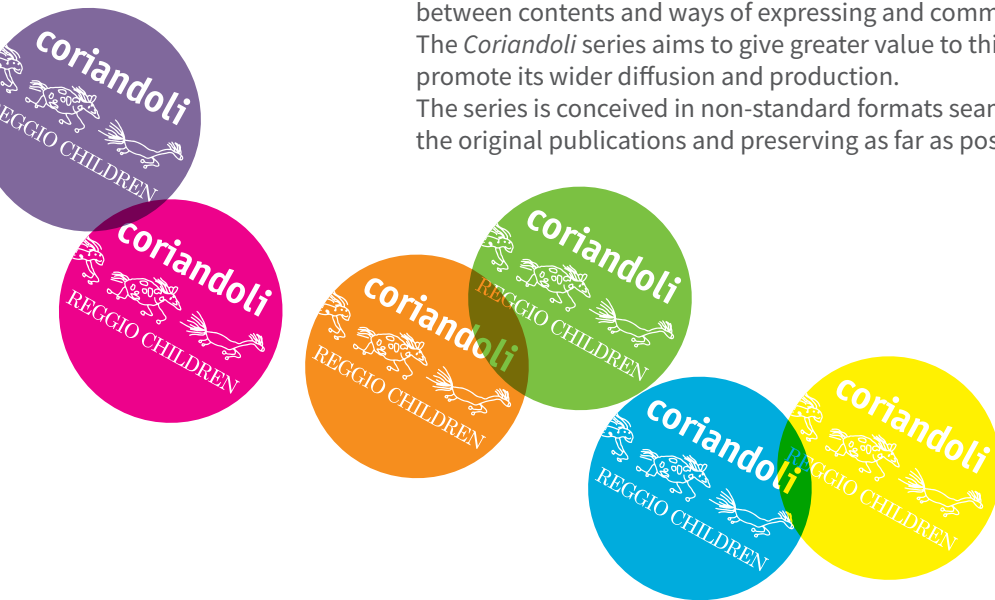 between contents and ways of expressing and comm
The Coriandoli series aims to give greater value to thi
promote its wider diffusion and production.
The series is conceived in non-standard formats sear
the original publications and preserving as far as pos
coriandoli
REGGIO CHILDREN
coriandoli
REGGIO CHILDREN
coriandoli
REGGIO CHILDREN
coriandoli
REGGIO CHILDREN
coriandoli
REGGIO CHILDREN
coriandoli
REGGIO CHILDREN